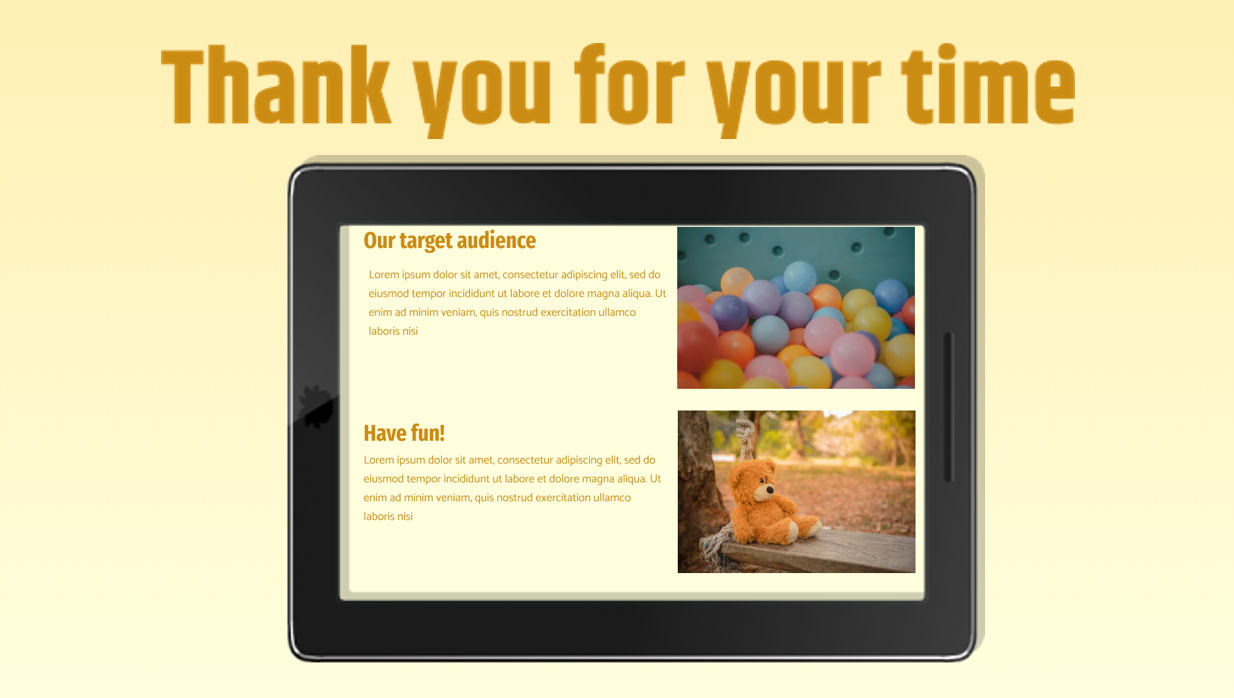 Thank you for your time
Our target audience
Lorem ipsum dolor sit amet, consectetur adipiscing elit, sed do
eiusmod tempor incididunt ut labore et dolore magna aliqua. Ut
enim ad minim veniam, quis nostrud exercitation ullamco
laboris nisi
Have fun!
Lorem ipsum dolor sit amet, consectetur adipiscing elit, sed do
eiusmod tempor incididunt ut labore et dolore magna aliqua. Ut
enim ad minim veniam, quis nostrud exercitation ullamco
laboris nisi